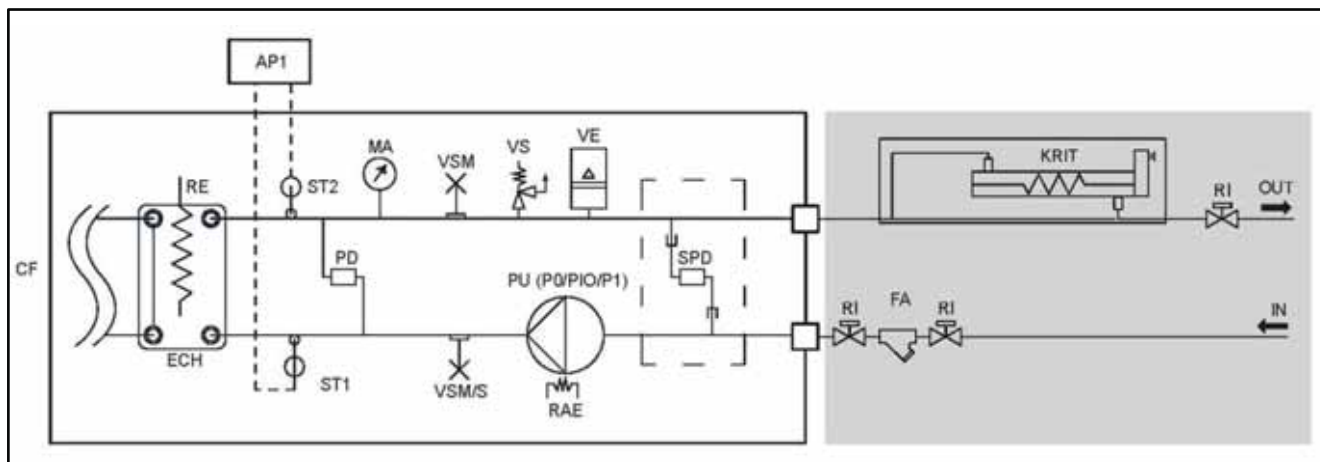 AP1
MA
VSM
VS
VE
KRIT
RE
ST2
RI
OUT
CF
PD
SPD
PU (P0/PIO/P1)
RI
FA
RI
IN
ECH
ST1
VSM/S
RAE